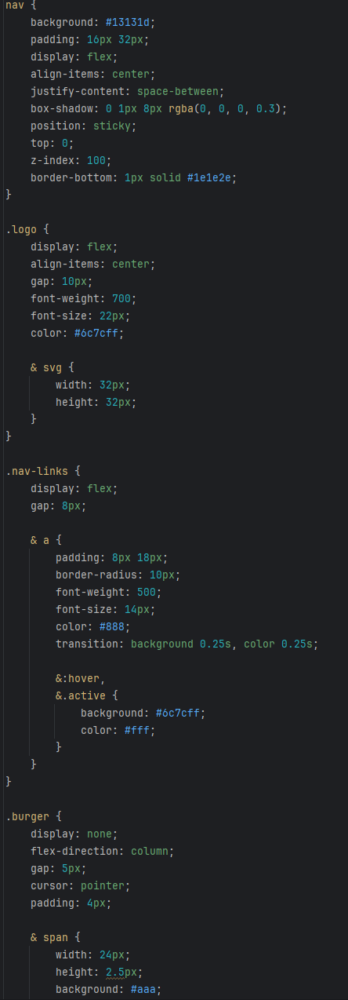 nav {
    background: #13131d;
    padding: 16px 32px;
    display: flex;
    align-items: center;
    justify-content: space-between;
    box-shadow: 0 1px 8px rgba(0, 0, 0, 0.3);
    position: sticky;
    top: 0;
    z-index: 100;
    border-bottom: 1px solid #1e1e2e;
}

.logo {
    display: flex;
    align-items: center;
    gap: 10px;
    font-weight: 700;
    font-size: 22px;
    color: #6c7cff;

    & svg {
        width: 32px;
        height: 32px;
    }
}

.nav-links {
    display: flex;
    gap: 8px;

    & a {
        padding: 8px 18px;
        border-radius: 10px;
        font-weight: 500;
        font-size: 14px;
        color: #888;
        transition: background 0.25s, color 0.25s;

        &:hover,
        &.active {
            background: #6c7cff;
            color: #fff;
        }
    }
}

.burger {
    display: none;
    flex-direction: column;
    gap: 5px;
    cursor: pointer;
    padding: 4px;

    & span {
        width: 24px;
        height: 2.5px;
        background: #aaa;